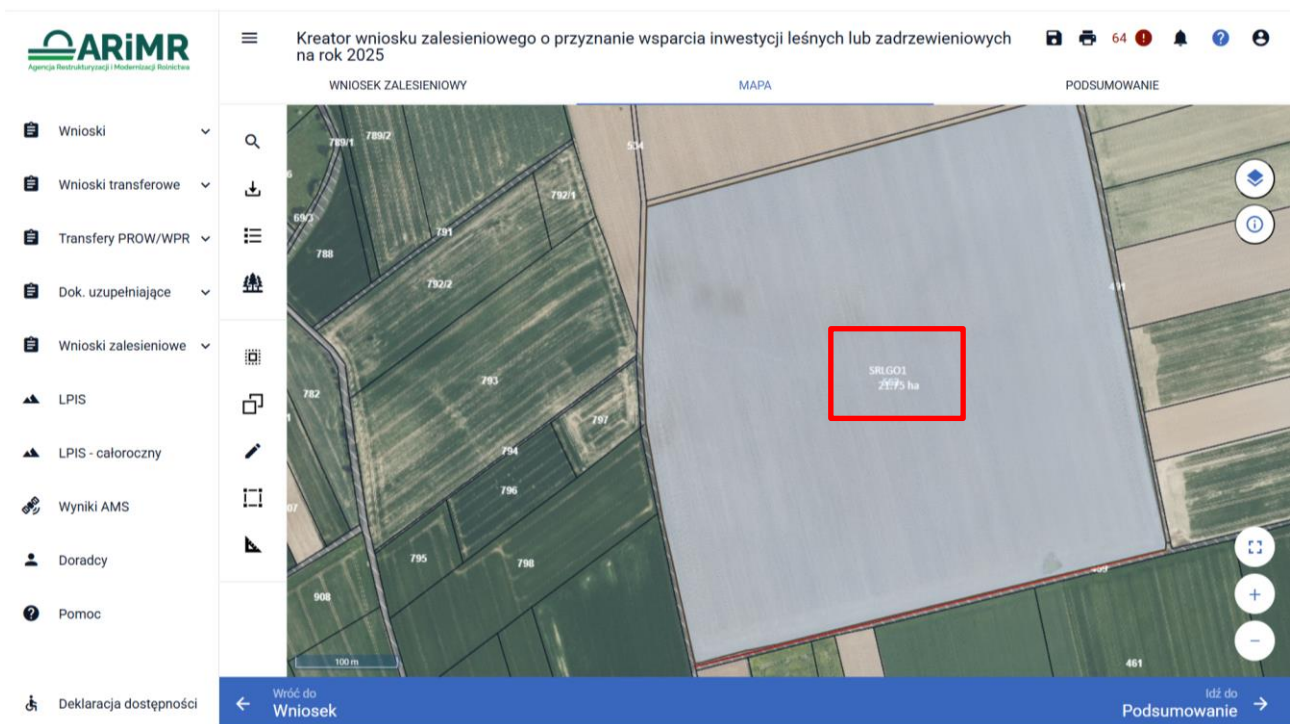 ARiMR
Agencja Restrukturyzacji i Modernizacji Rolnictwa
Kreator wniosku zalesieniowego o przyznanie wsparcia inwestycji leśnych lub zadrzewieniowych
na rok 2025
64
WNIOSEK ZALESIENIOWY
MAPA
PODSUMOWANIE
Wnioski
Wnioski transferowe
Transfery PROW/WPR
Dok. uzupełniające
Wnioski zalesieniowe
LPIS
LPIS - całoroczny
Wyniki AMS
Doradcy
Pomoc
Deklaracja dostępności
789/1
789/2
534
792/1
69/3
791
788
792/2
SRLGO1
21.75 ha
793
782
797
794
796
795
798
908
461
100 m
Wróć do
Wniosek
Idź do
Podsumowanie